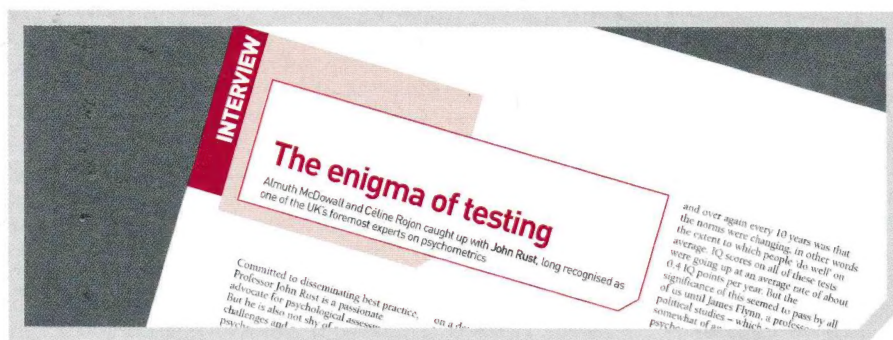 INTERVIEW
The enigma of testing
Almuth McDowall and Céline Rojon caught up with John Rust, long recognised as
one of the UK's foremost experts on psychometrics
Committed to disseminating best practice,
Professor John Rust is a passionate
advocate for psychological
But he is also not shy of
challenges and
on a
and over again every 10 years was that
the norms were changing, in other words
the extent to which people 'do well' on
average. IQ scores on all of these tests
were going up at an average rate of about
0.4 IQ points per year. But the
significance of this seemed to pass by all
of us until James Flynn, a
political studies – which
somewhat of